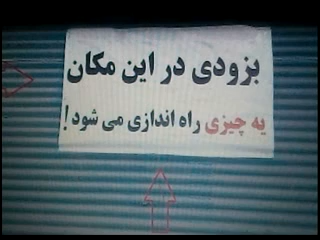 بزودی در این مکان
یه چیزی راه اندازی می شود!